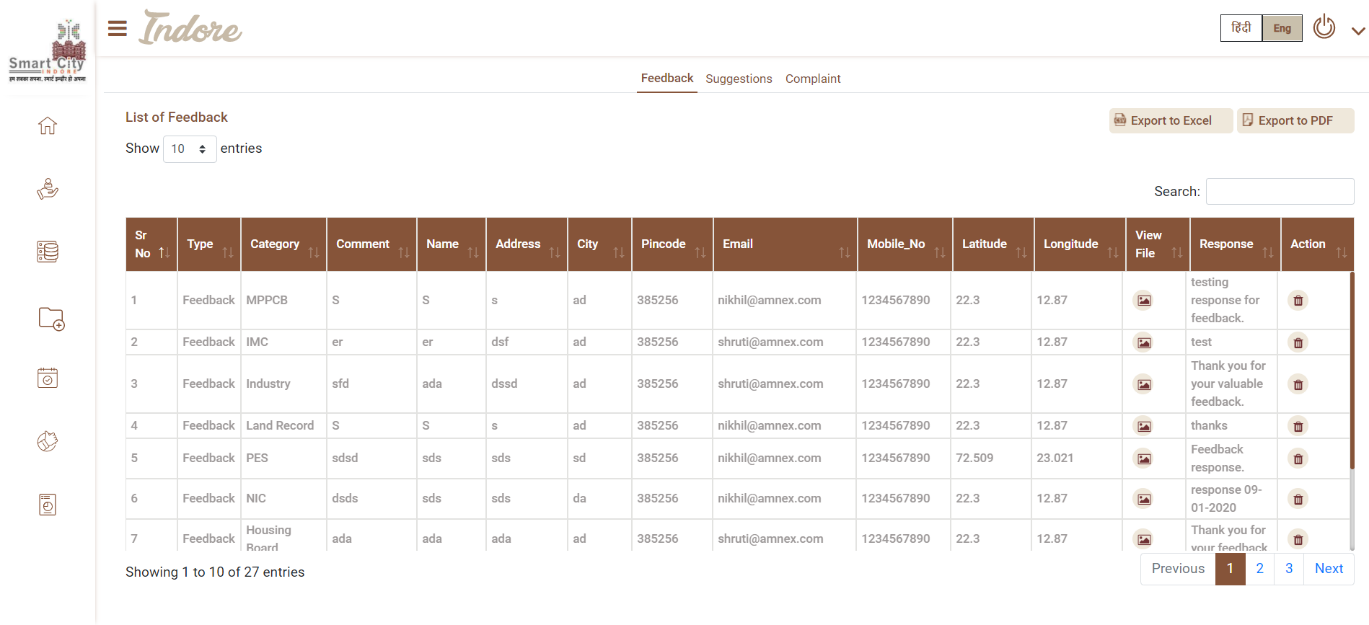 Smart City
INDORE
हम सबका सपना, स्मार्ट इन्दौर हो अपना
Indore
हिंदी Eng
Feedback Suggestions Complaint
List of Feedback
Export to Excel Export to PDF
Show 10 entries
Search:
Sr No Type Category Comment Name Address City Pincode Email Mobile_No Latitude Longitude View File Response Action
1 Feedback MPPCB S S s ad 385256 nikhil@amnex.com 1234567890 22.3 12.87 testing response for feedback.
2 Feedback IMC er er dsf ad 385256 shruti@amnex.com 1234567890 22.3 12.87 test
3 Feedback Industry sfd ada dssd ad 385256 shruti@amnex.com 1234567890 22.3 12.87 Thank you for your valuable feedback.
4 Feedback Land Record S S s ad 385256 nikhil@amnex.com 1234567890 22.3 12.87 thanks
5 Feedback PES sdsd sds sds sd 385256 nikhil@amnex.com 1234567890 72.509 23.021 Feedback response.
6 Feedback NIC dsds sds sds da 385256 nikhil@amnex.com 1234567890 22.3 12.87 response 09-01-2020
7 Feedback Housing Board ada ada ada ad 385256 shruti@amnex.com 1234567890 22.3 12.87 Thank you for your feedback
Showing 1 to 10 of 27 entries
Previous 1 2 3 Next